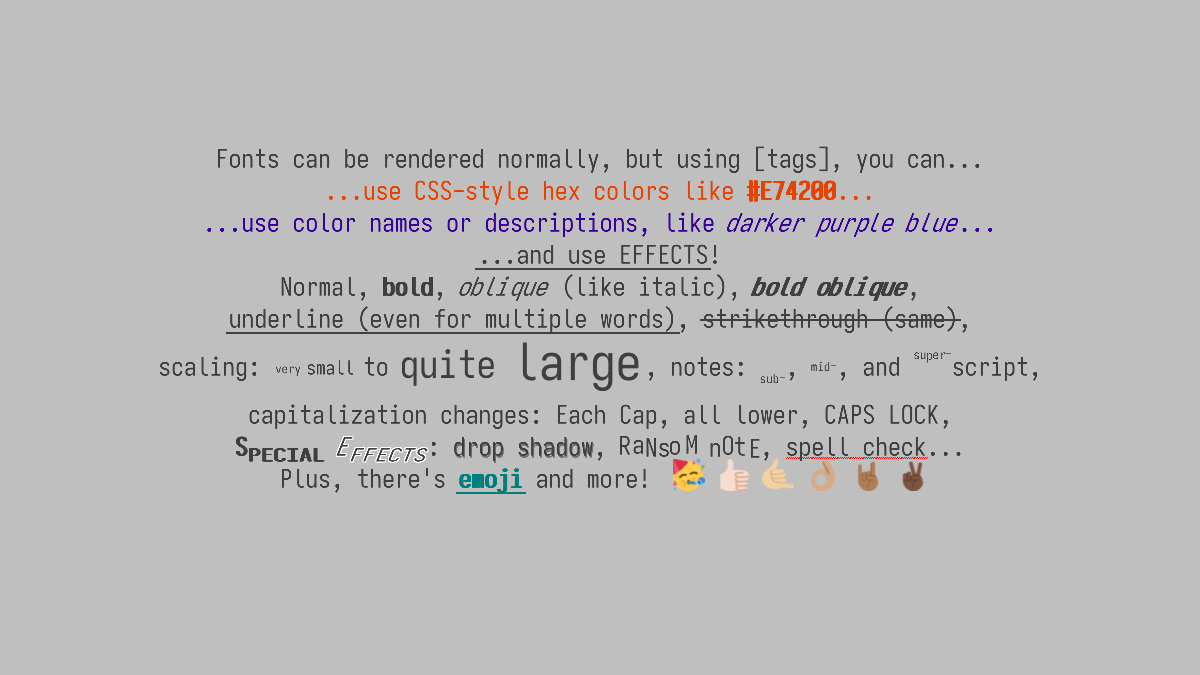 Fonts can be rendered normally, but using [tags], you can...
...use CSS-style hex colors like #E74200...
...use color names or descriptions, like darker purple blue...
...and use EFFECTS!
Normal, bold, oblique (like italic), bold oblique,
underline (even for multiple words), strikethrough (same),
scaling: very small to quite large, notes: sub-, mid-, and super-script,
capitalization changes: Each Cap, all lower, CAPS LOCK,
SPECIAL EFFECTS: drop shadow, RaNsoM nOtE, spell check...
Plus, there's emoji and more! 🥳 👍🏻 🤙🏼 👌🏽 🤘🏾 ✌🏿